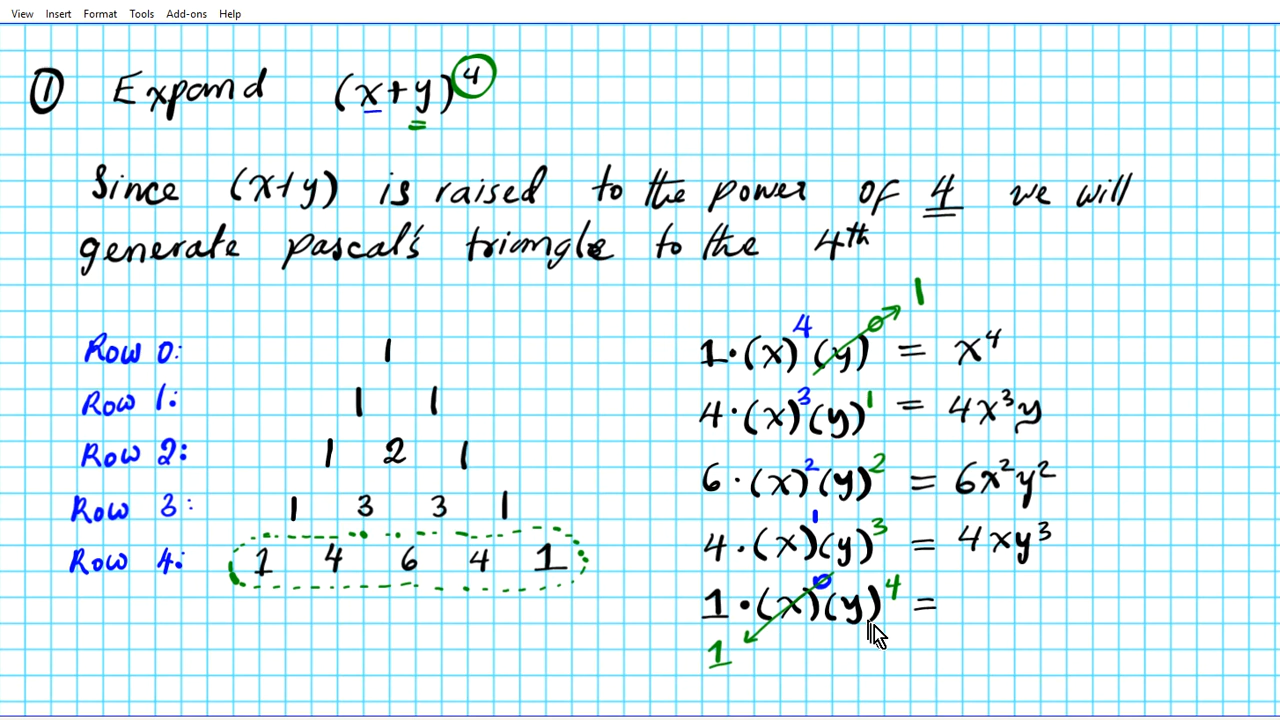 View Insert Format Tools Add-ons Help
① Expand (x+y)⁴
Since (x+y) is raised to the power of 4 we will
generate pascal's triangle to the 4th
Row 0: 1
Row 1: 1 1
Row 2: 1 2 1
Row 3: 1 3 3 1
Row 4: 1 4 6 4 1
1
1·(x)⁴(y)⁰ = x⁴
4·(x)³(y)¹ = 4x³y
6·(x)²(y)² = 6x²y²
4·(x)¹(y)³ = 4xy³
1·(x)⁰(y)⁴ =
1